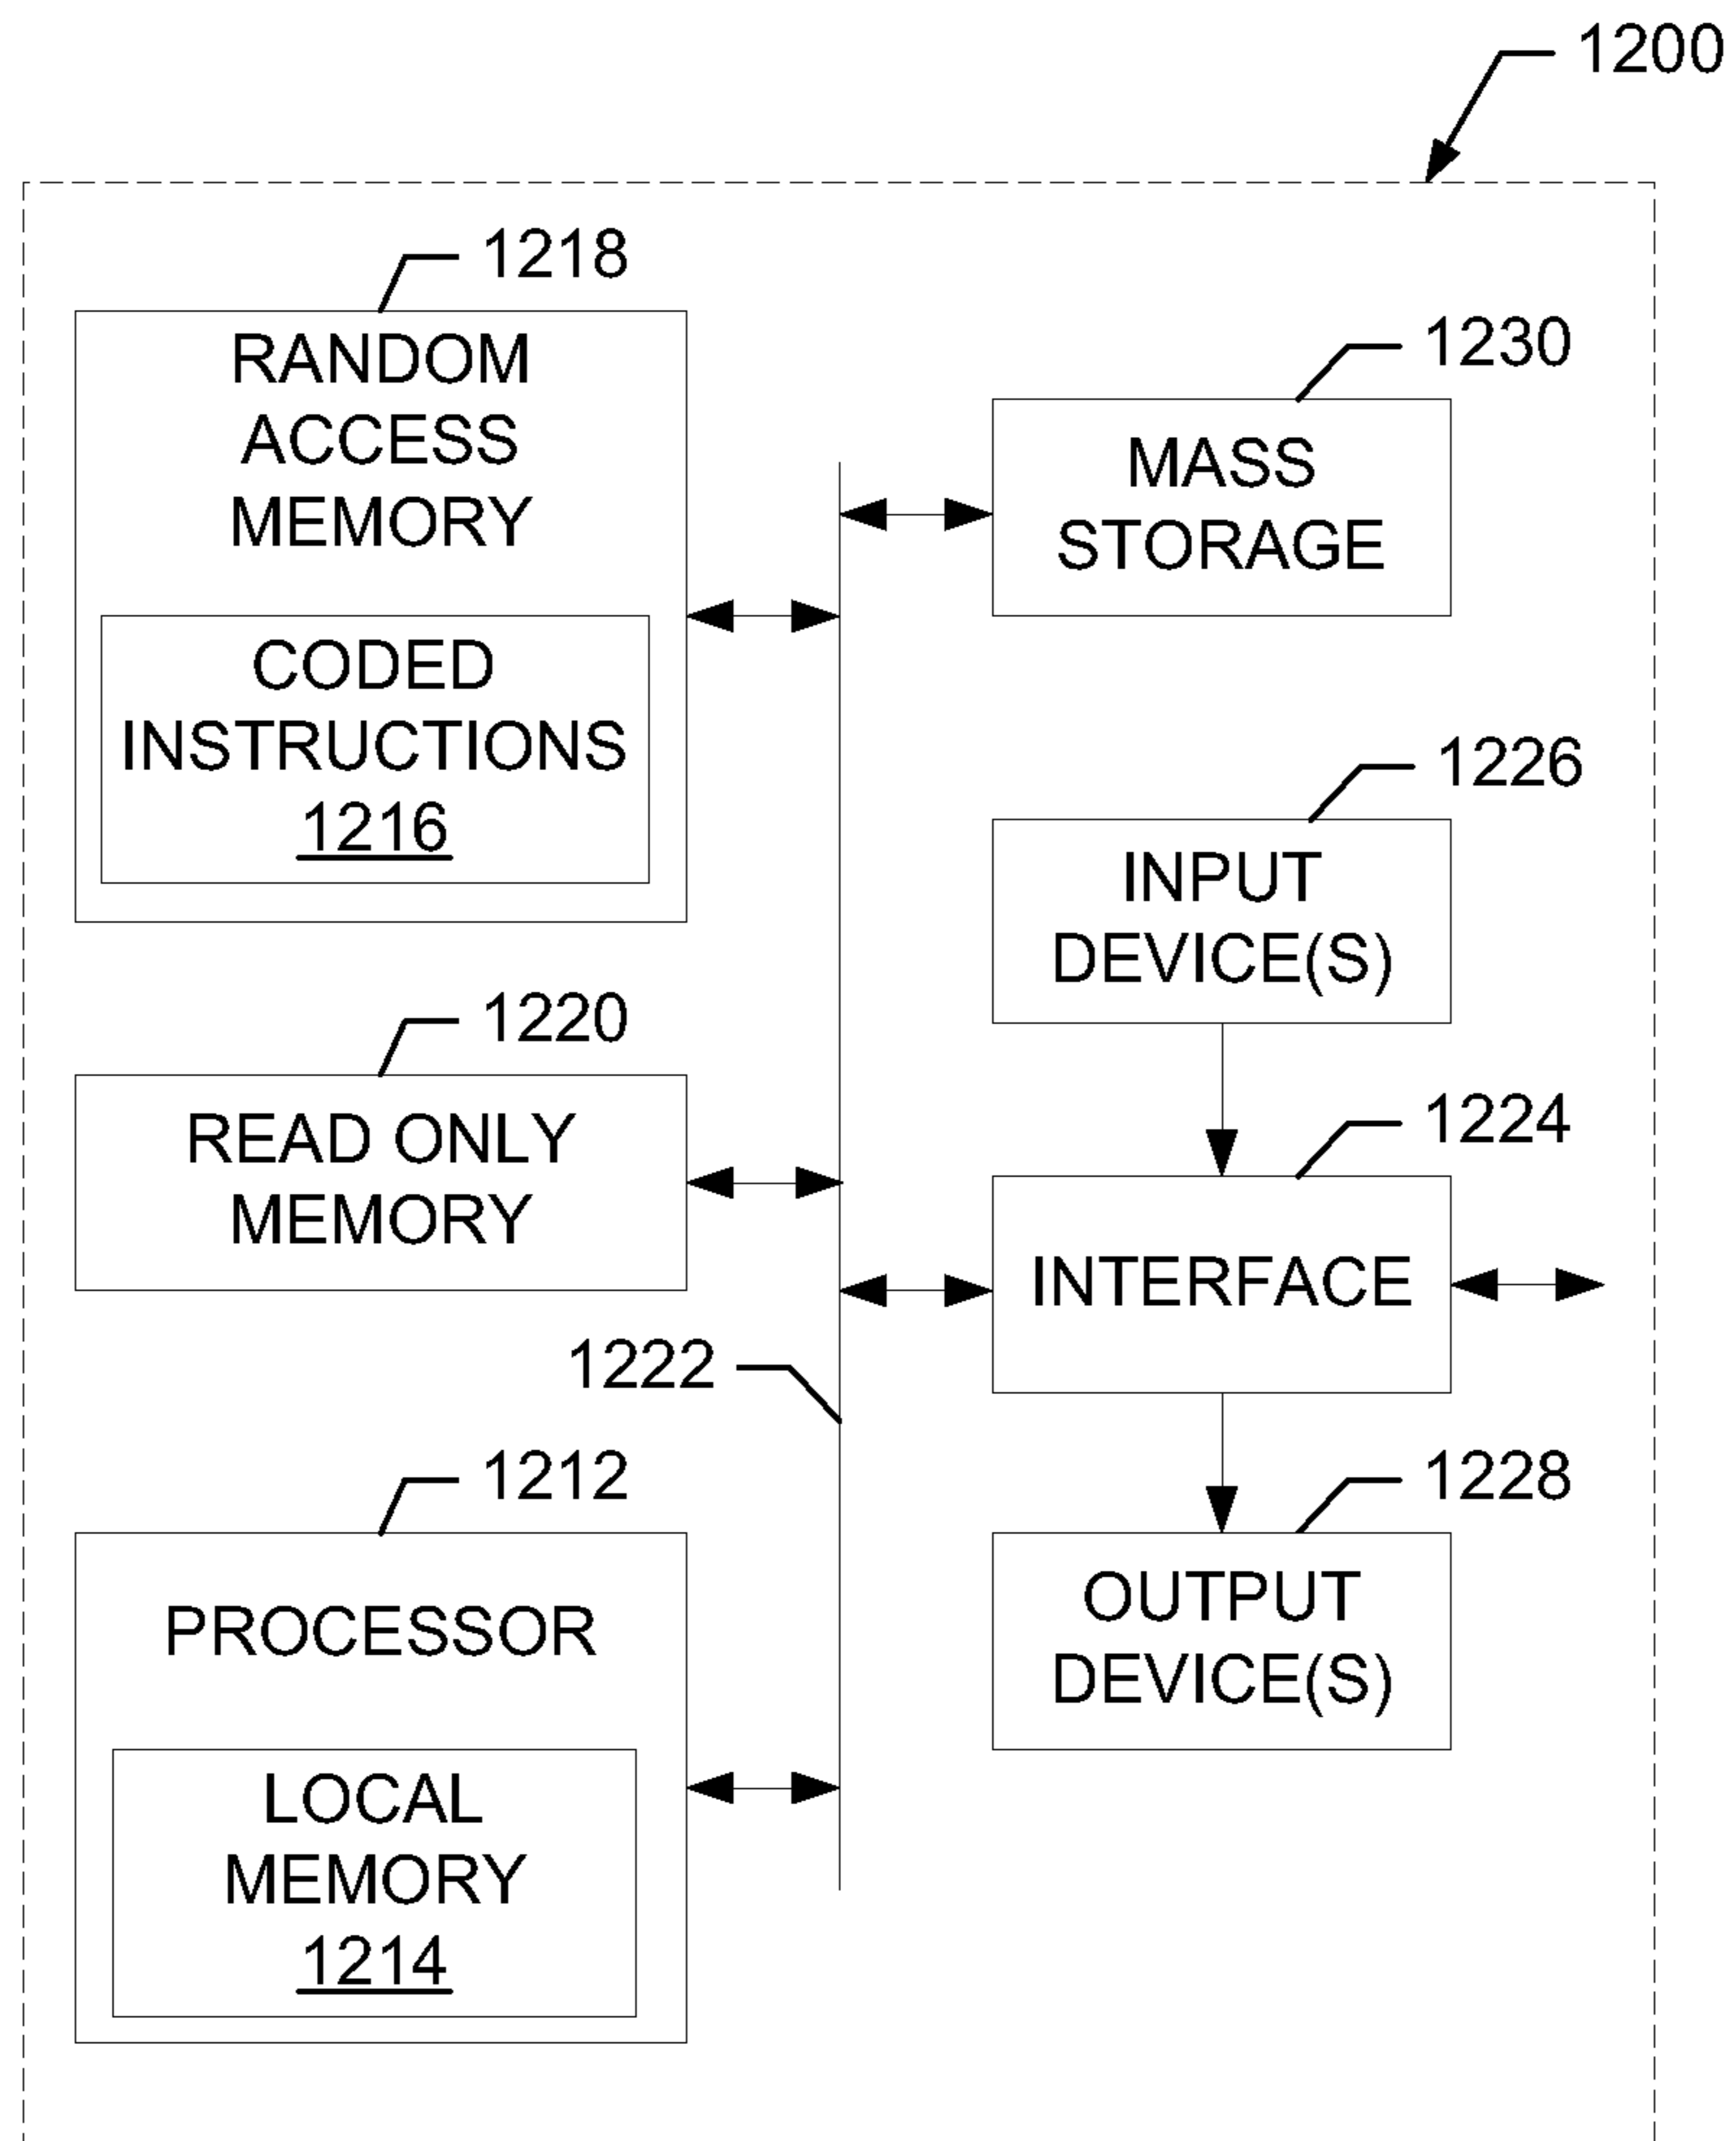 1200
1218
RANDOM
ACCESS
MEMORY
CODED
INSTRUCTIONS
1216
1230
MASS
STORAGE
1226
INPUT
DEVICE(S)
1220
READ ONLY
MEMORY
1224
INTERFACE
1222
1212
PROCESSOR
LOCAL
MEMORY
1214
1228
OUTPUT
DEVICE(S)